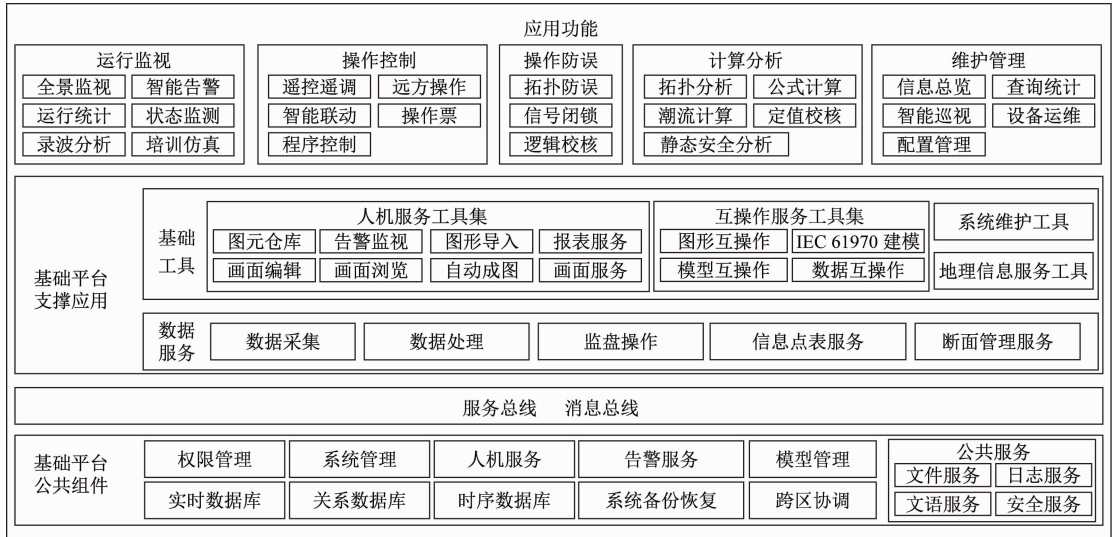 应用功能
运行监视
全景监视 智能告警
运行统计 状态监测
录波分析 培训仿真
操作控制
遥控遥调 远方操作
智能联动 操作票
程序控制
操作防误
拓扑防误
信号闭锁
逻辑校核
计算分析
拓扑分析 公式计算
潮流计算 定值校核
静态安全分析
维护管理
信息总览 查询统计
智能巡视 设备运维
配置管理
基础平台
支撑应用
基础
工具
人机服务工具集
图元仓库 告警监视 图形导入 报表服务
画面编辑 画面浏览 自动成图 画面服务
互操作服务工具集
图形互操作 IEC 61970 建模
模型互操作 数据互操作
系统维护工具
地理信息服务工具
数据
服务
数据采集 数据处理 监盘操作 信息点表服务 断面管理服务
服务总线 消息总线
基础平台
公共组件
权限管理 系统管理 人机服务 告警服务 模型管理
实时数据库 关系数据库 时序数据库 系统备份恢复 跨区协调
公共服务
文件服务 日志服务
文语服务 安全服务